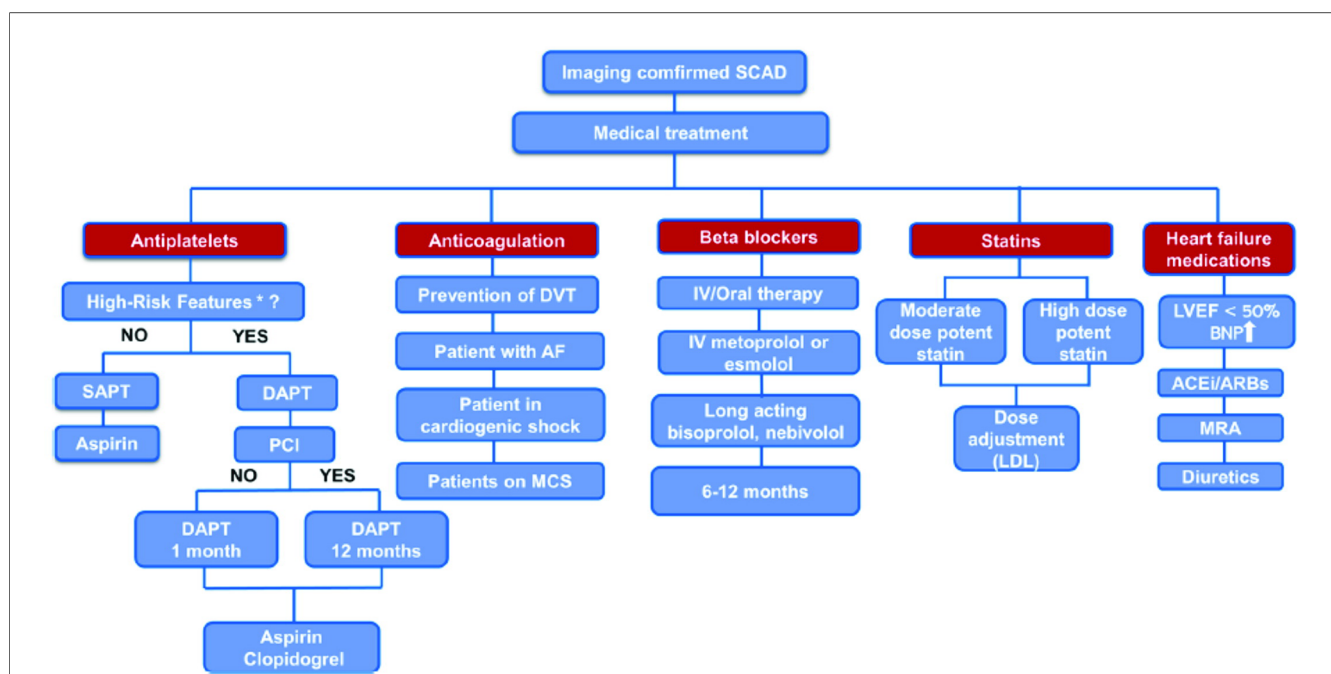 Imaging comfirmed SCAD
Medical treatment
Antiplatelets
High-Risk Features * ?
NO
YES
SAPT
Aspirin
DAPT
PCI
NO
YES
DAPT
1 month
DAPT
12 months
Aspirin
Clopidogrel
Anticoagulation
Prevention of DVT
Patient with AF
Patient in
cardiogenic shock
Patients on MCS
Beta blockers
IV/Oral therapy
IV metoprolol or
esmolol
Long acting
bisoprolol, nebivolol
6-12 months
Statins
Moderate
dose potent
statin
High dose
potent
statin
Dose
adjustment
(LDL)
Heart failure
medications
LVEF < 50%
BNP
ACEi/ARBs
MRA
Diuretics